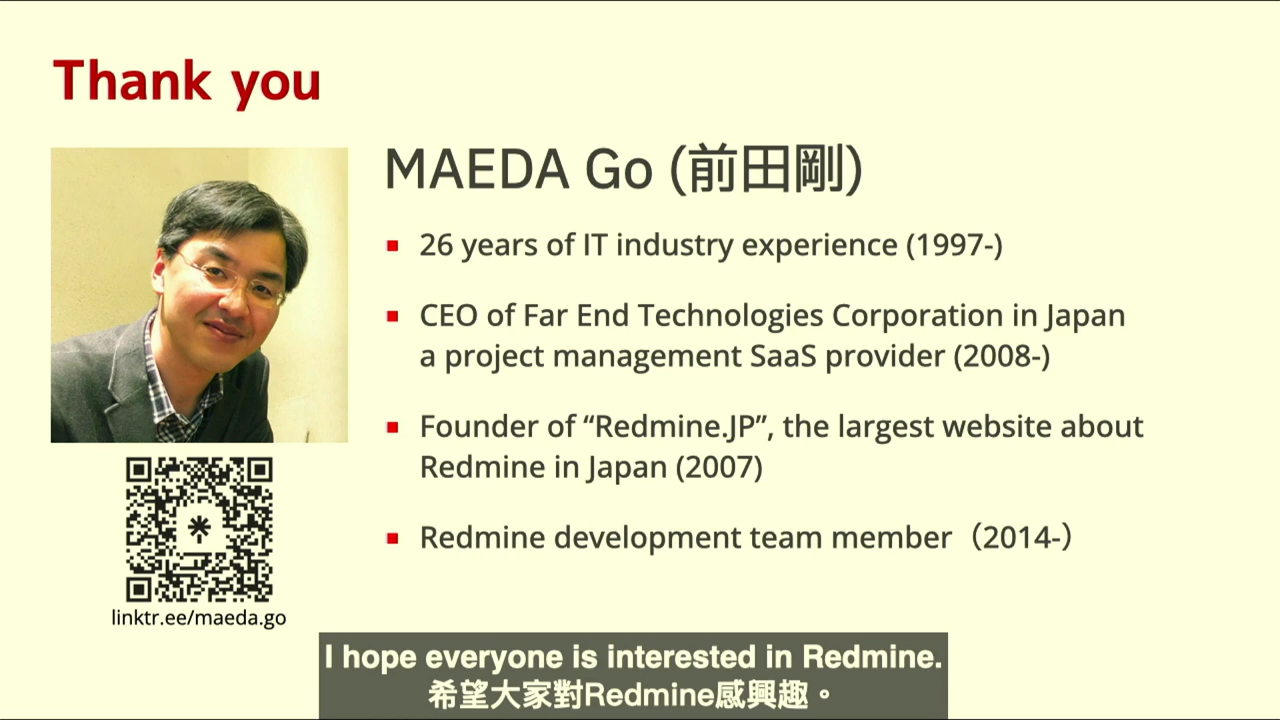 Thank you
MAEDA Go (前田剛)
26 years of IT industry experience (1997-)
CEO of Far End Technologies Corporation in Japan
a project management SaaS provider (2008-)
Founder of “Redmine.JP”, the largest website about
Redmine in Japan (2007)
Redmine development team member（2014-）
linktr.ee/maeda.go
I hope everyone is interested in Redmine.
希望大家對Redmine感興趣。